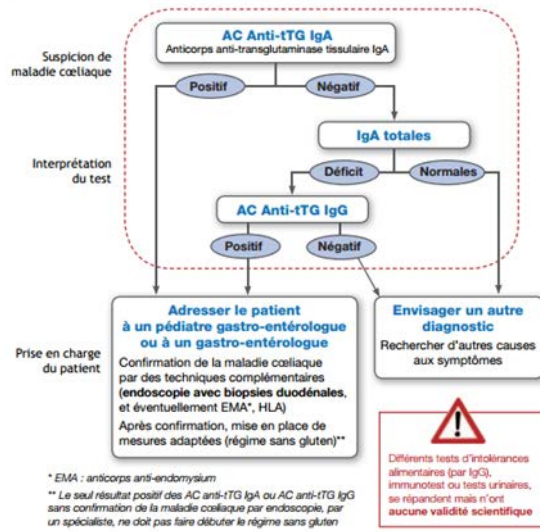 AC Anti-tTG IgA
Anticorps anti-transglutaminase tissulaire IgA
Suspicion de
maladie cœliaque
Positif
Négatif
IgA totales
Interprétation
du test
Déficit
Normales
AC Anti-tTG IgG
Positif
Négatif
Prise en charge
du patient
Adresser le patient
à un pédiatre gastro-entérologue
ou à un gastro-entérologue
Confirmation de la maladie cœliaque
par des techniques complémentaires
(endoscopie avec biopsies duodénales,
et éventuellement EMA*, HLA)
Après confirmation, mise en place de
mesures adaptées (régime sans gluten)**
Envisager un autre
diagnostic
Rechercher d'autres causes
aux symptômes
* EMA : anticorps anti-endomysium
** Le seul résultat positif des AC anti-tTG IgA ou AC anti-tTG IgG
sans confirmation de la maladie cœliaque par endoscopie, par
un spécialiste, ne doit pas faire débuter le régime sans gluten
!
Différents tests d'intolérances
alimentaires (par IgG),
immunotest ou tests urinaires,
se répandent mais n'ont
aucune validité scientifique